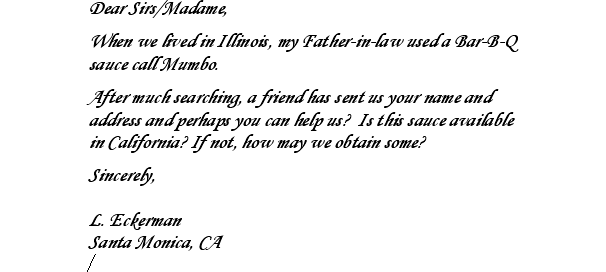 Dear Sirs/Madame,
When we lived in Illinois, my Father-in-law used a Bar-B-Q
sauce call Mumbo.
After much searching, a friend has sent us your name and
address and perhaps you can help us? Is this sauce available
in California? If not, how may we obtain some?
Sincerely,
L. Eckerman
Santa Monica, CA